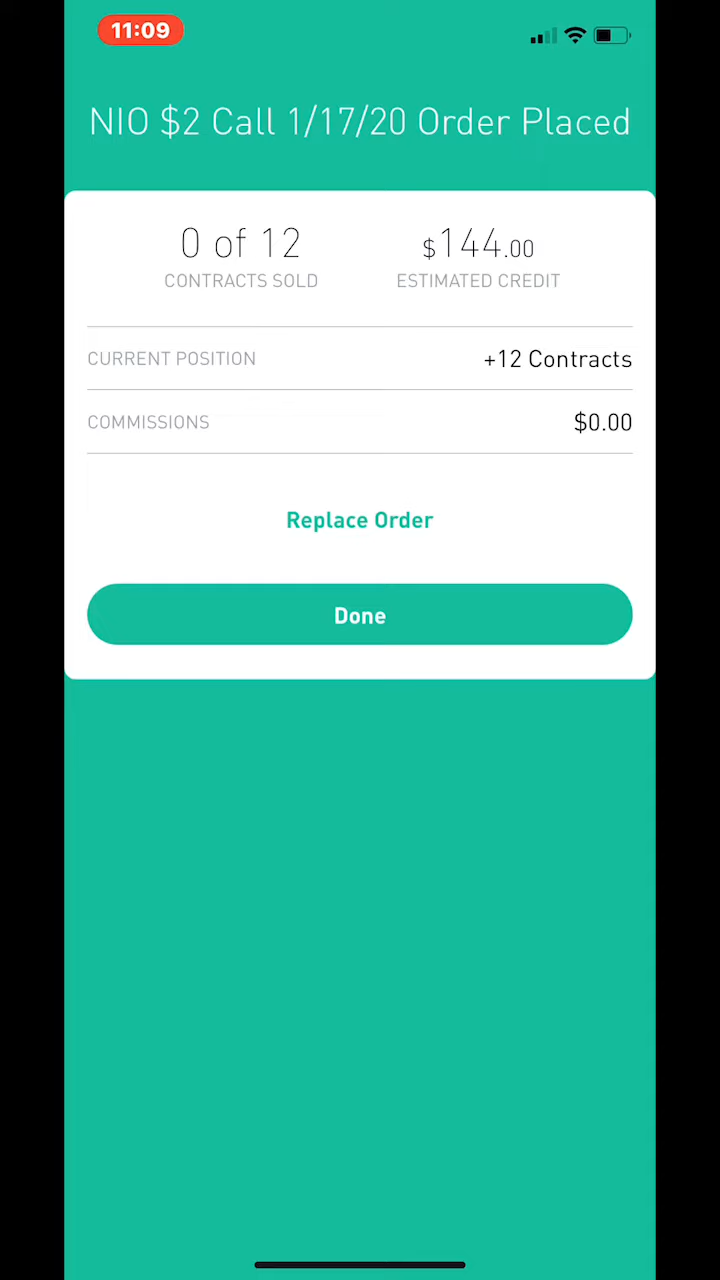 11:09
NIO $2 Call 1/17/20 Order Placed
0 of 12
$144.00
CONTRACTS SOLD
ESTIMATED CREDIT
CURRENT POSITION
+12 Contracts
COMMISSIONS
$0.00
Replace Order
Done